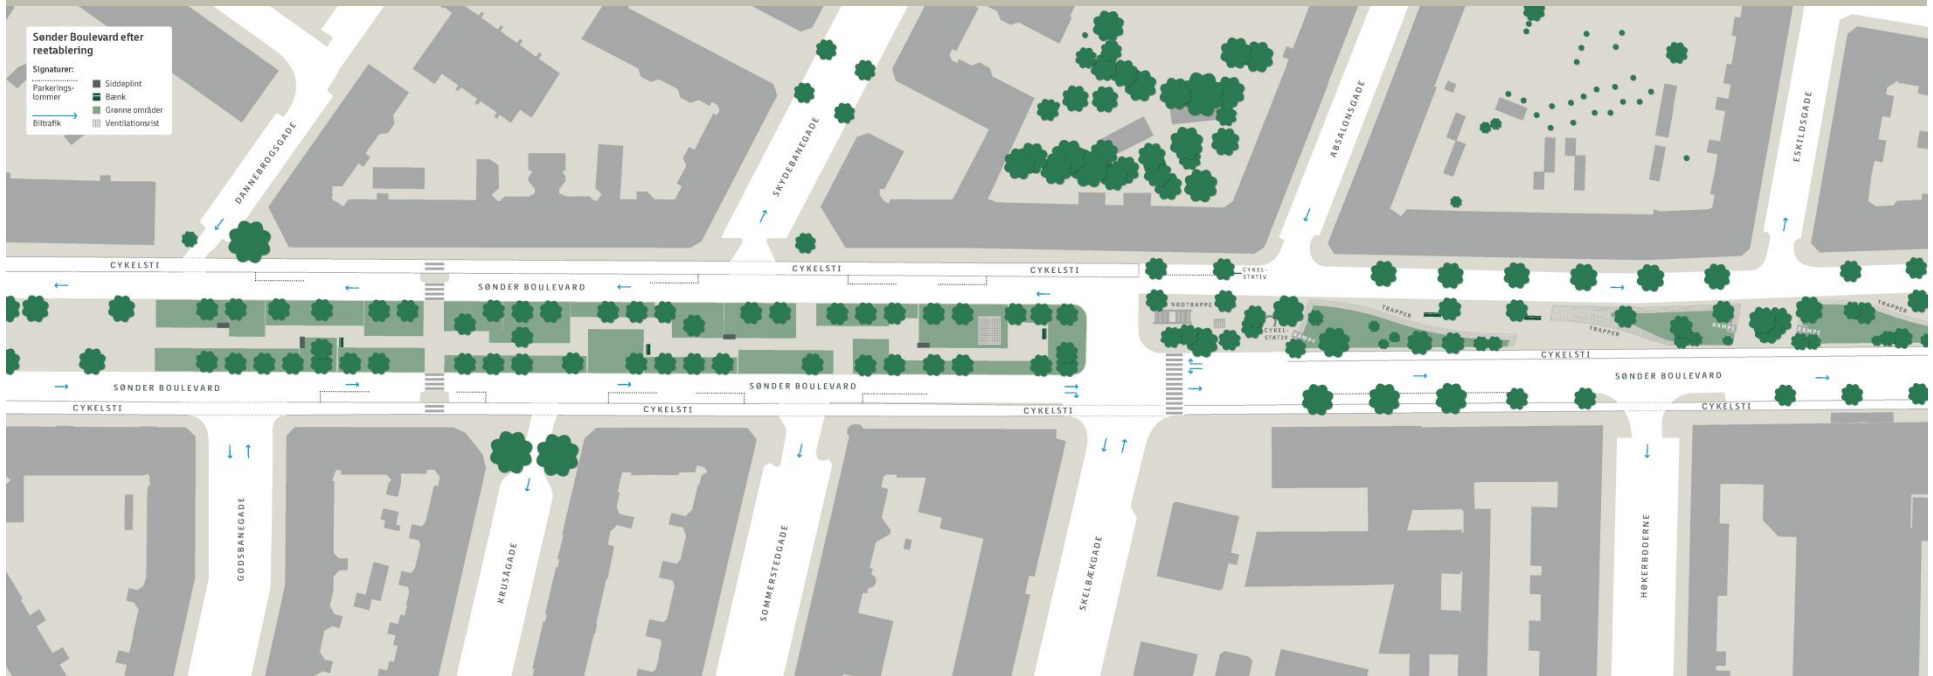 Sønder Boulevard efter
reetablering
Signaturer:
Parkerings-
lommer
Biltrafik
Siddeplint
Bænk
Grønne områder
Ventilationsrist
DANNEBROGSGADE
SKYDEBANEGADE
ABSALONSGADE
ESKILDSGADE
CYKELSTI
CYKELSTI
CYKELSTI
CYKEL-
STATIV
SØNDER BOULEVARD
NØDTRAPPE
CYKEL-
STATIV
RAMPE
TRAPPER
TRAPPER
RAMPE
RAMPE
TRAPPER
CYKELSTI
SØNDER BOULEVARD
SØNDER BOULEVARD
SØNDER BOULEVARD
CYKELSTI
CYKELSTI
CYKELSTI
CYKELSTI
GODSBANEGADE
KRUSÅGADE
SOMMERSTEDGADE
SKELBÆKGADE
HØKERBODERNE